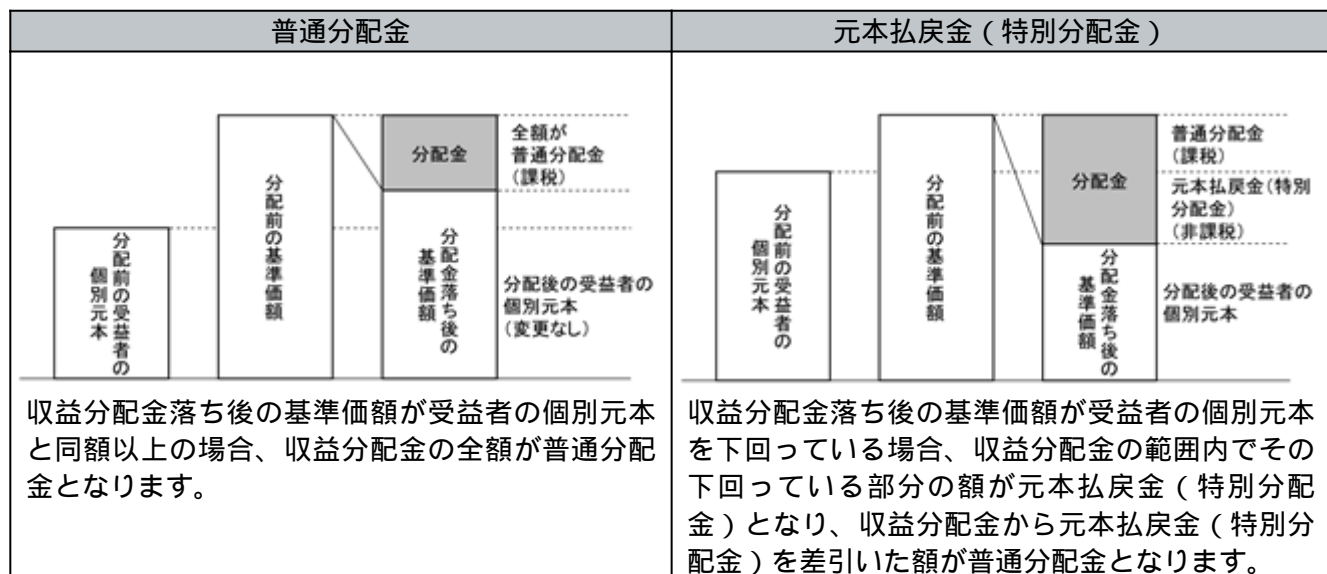 普通分配金
分配前の受益者の
個別元本
分配前の基準価額
分配金
分配金落ち後の
基準価額
全額が
普通分配金
(課税)
分配後の受益者の
個別元本
(変更なし)
収益分配金落ち後の基準価額が受益者の個別元本
と同額以上の場合、収益分配金の全額が普通分配
金となります。
元本払戻金（特別分配金）
分配前の受益者の
個別元本
分配前の基準価額
分配金
分配金落ち後の
基準価額
普通分配金
(課税)
元本払戻金(特別
分配金)
(非課税)
分配後の受益者の
個別元本
収益分配金落ち後の基準価額が受益者の個別元本
を下回っている場合、収益分配金の範囲内でその
下回っている部分の額が元本払戻金（特別分配
金）となり、収益分配金から元本払戻金（特別分
配金）を差引いた額が普通分配金となります。